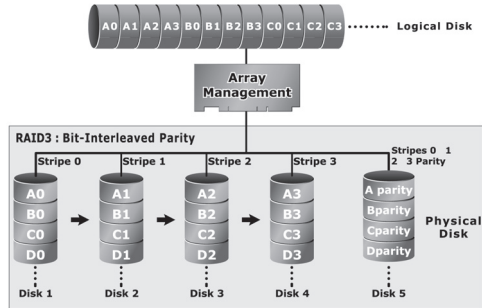 A0 A1 A2 A3 B0 B1 B2 B3 C0 C1 C2 C3 Logical Disk
Array
Management
RAID3 : Bit-Interleaved Parity
Stripe 0 Stripe 1 Stripe 2 Stripe 3 Stripes 0 1
2 3 Parity
A0 A1 A2 A3 A parity
B0 B1 B2 B3 Bparity
C0 C1 C2 C3 Cparity
D0 D1 D2 D3 Dparity
Physical
Disk
Disk 1 Disk 2 Disk 3 Disk 4 Disk 5